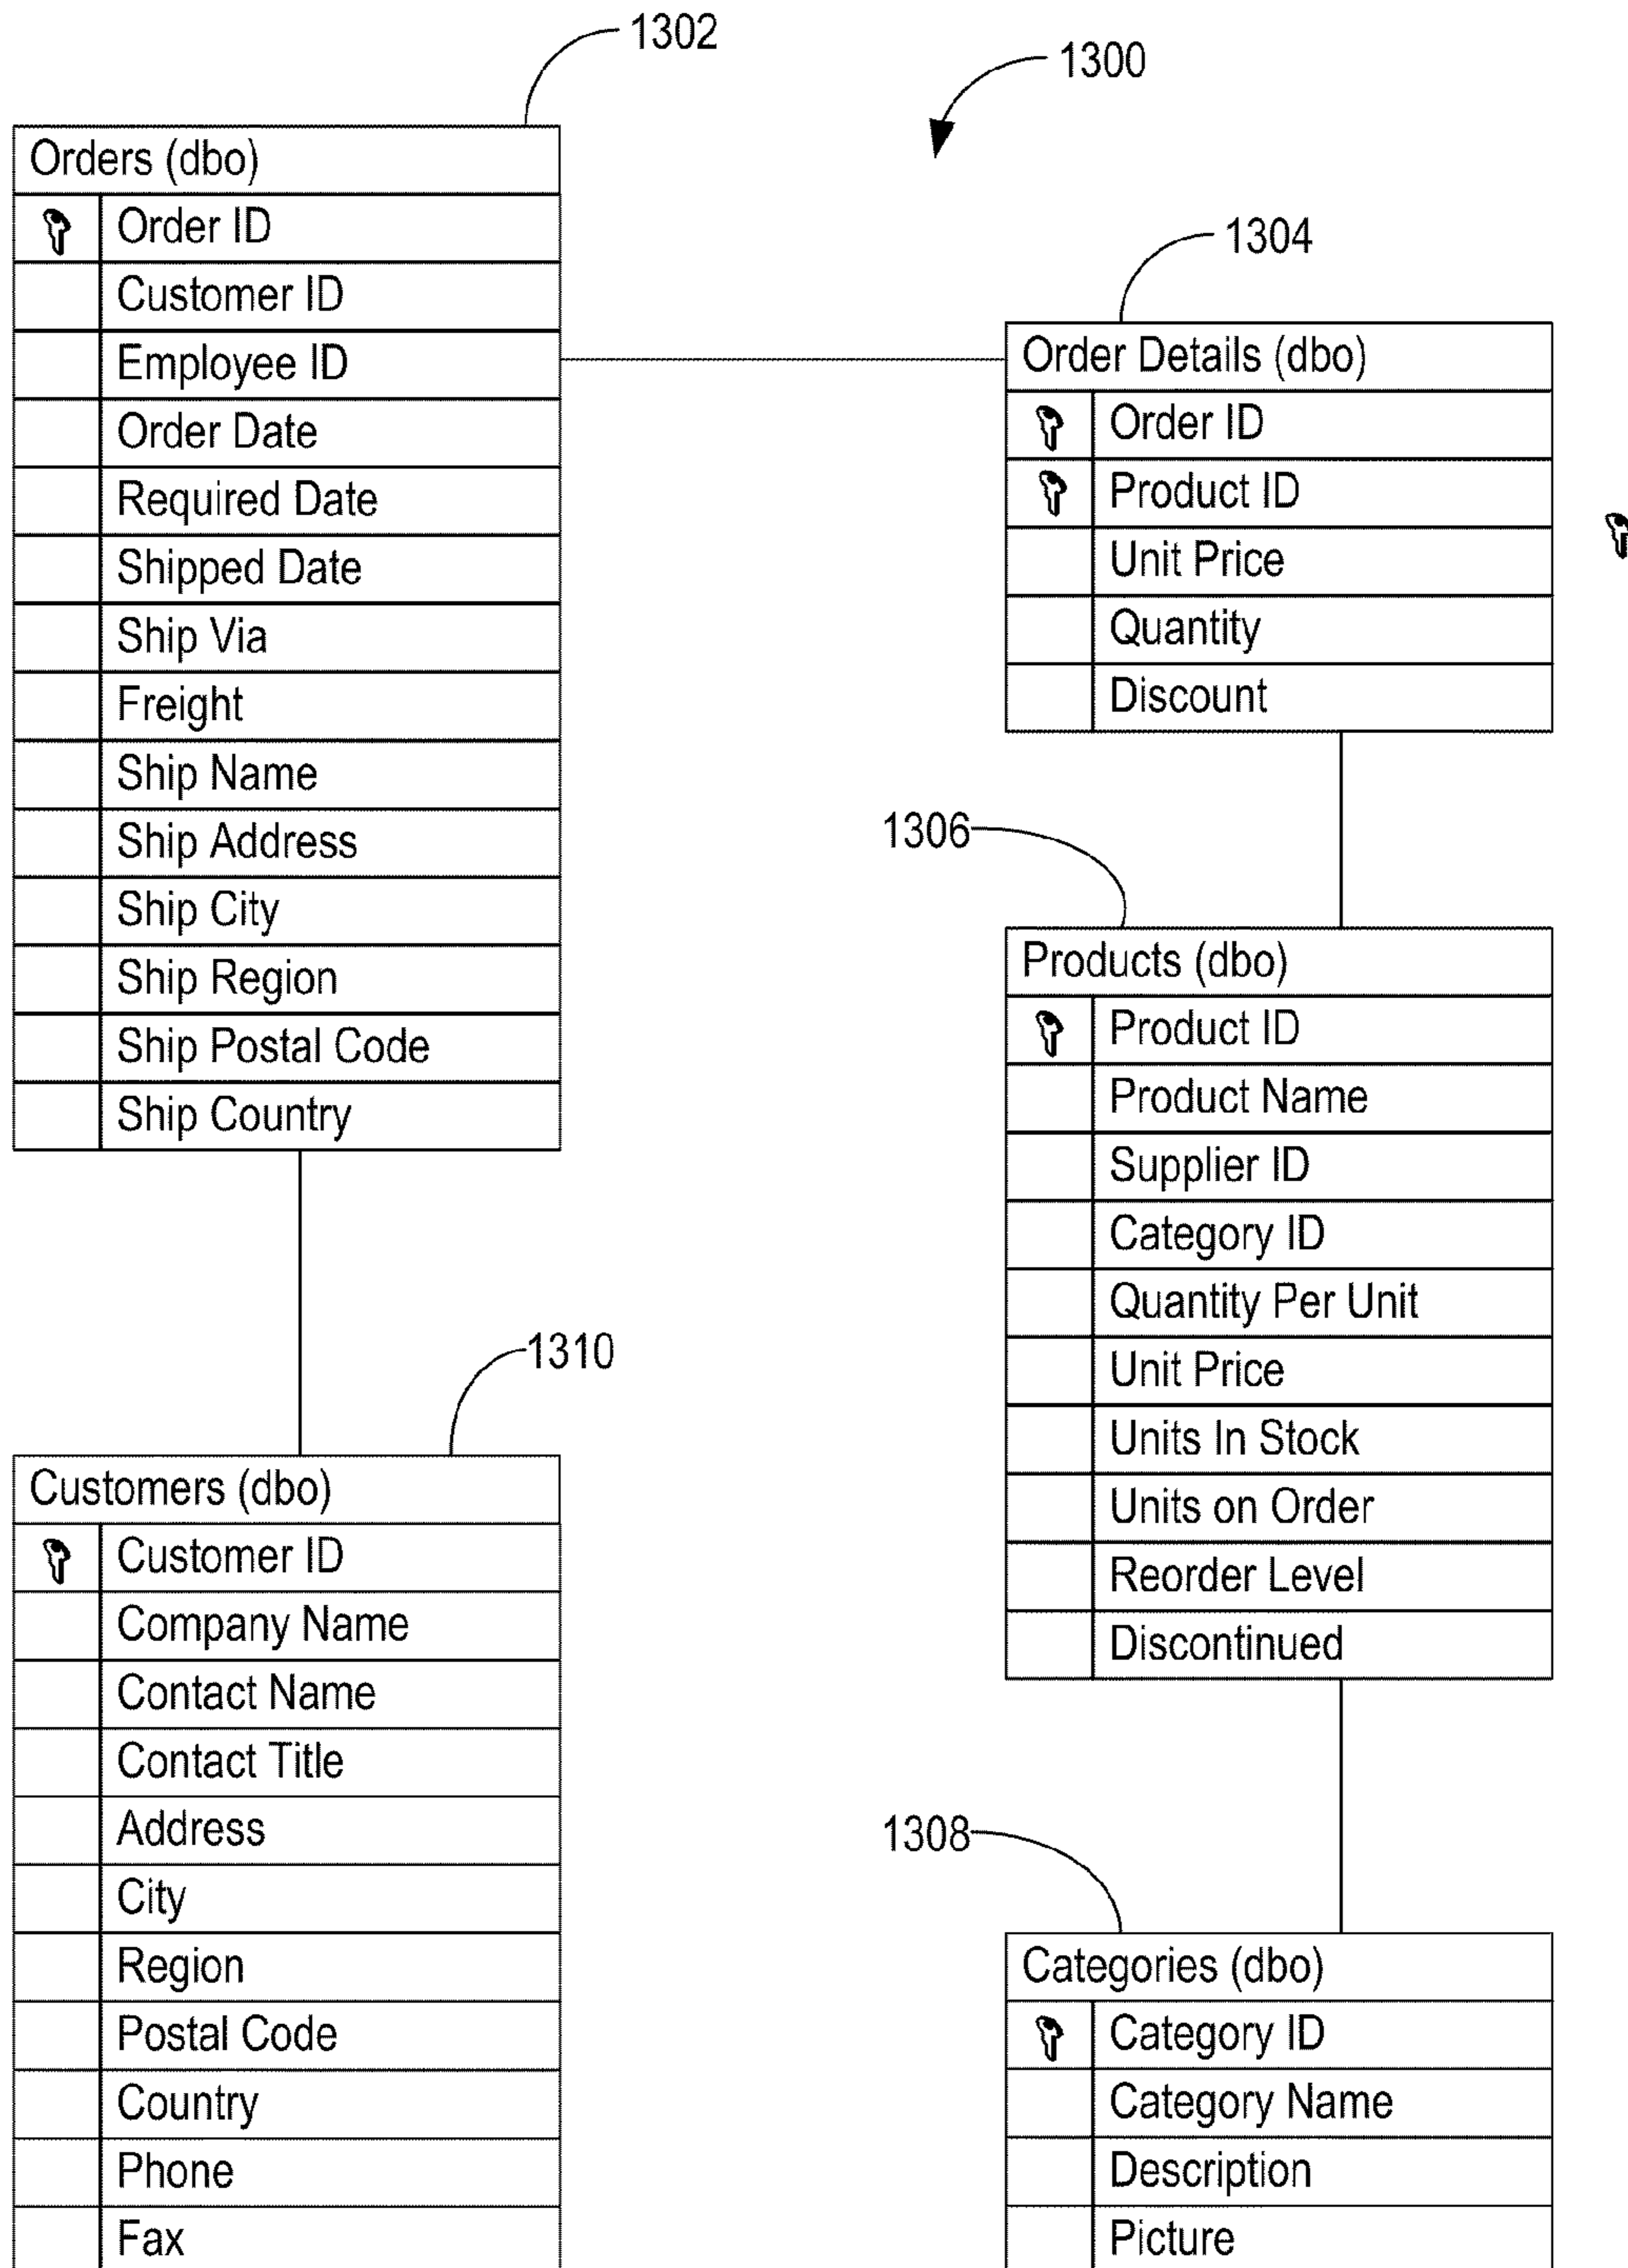 1302
1300
Orders (dbo)
Order ID
Customer ID
Employee ID
Order Date
Required Date
Shipped Date
Ship Via
Freight
Ship Name
Ship Address
Ship City
Ship Region
Ship Postal Code
Ship Country
1304
Order Details (dbo)
Order ID
Product ID
Unit Price
Quantity
Discount
1306
Products (dbo)
Product ID
Product Name
Supplier ID
Category ID
Quantity Per Unit
Unit Price
Units In Stock
Units on Order
Reorder Level
Discontinued
1310
Customers (dbo)
Customer ID
Company Name
Contact Name
Contact Title
Address
City
Region
Postal Code
Country
Phone
Fax
1308
Categories (dbo)
Category ID
Category Name
Description
Picture